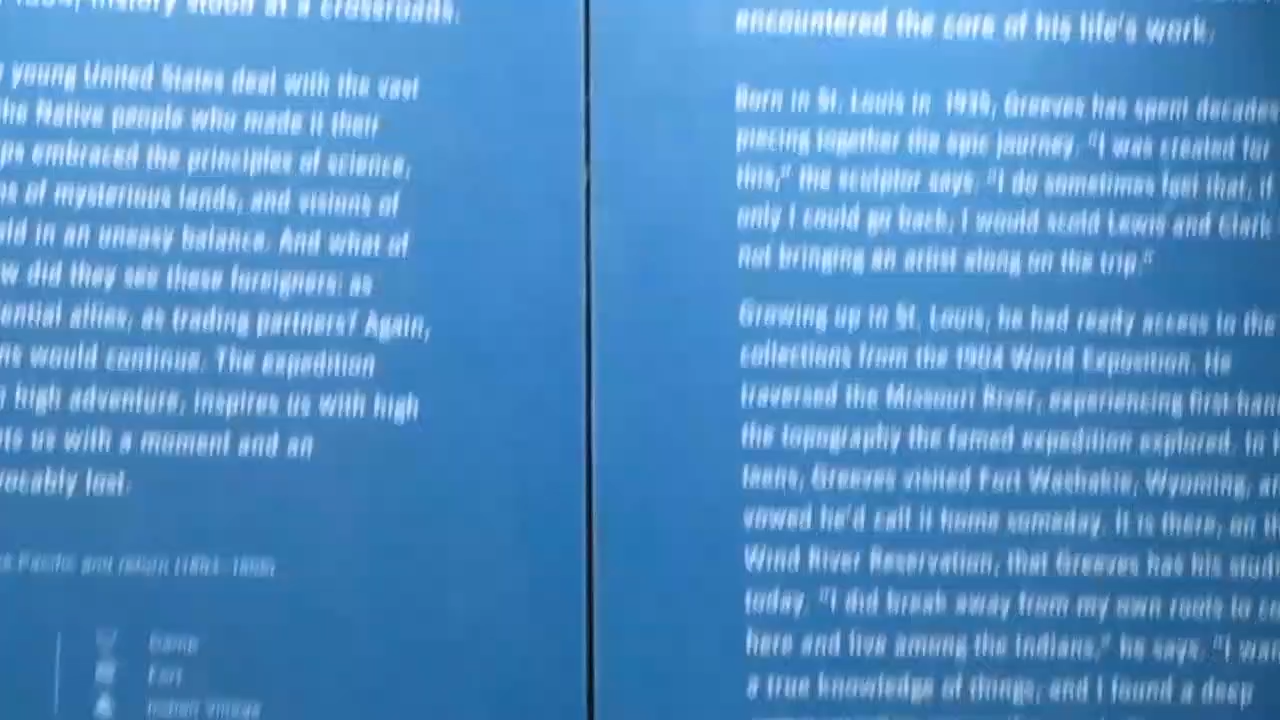 history stood at a crossroads.
young United States deal with the vast
the Native people who made it their
embraced the principles of science,
of mysterious lands, and visions of
in an uneasy balance. And what of
did they see these foreigners: as
allies, as trading partners? Again,
would continue. The expedition
high adventure, inspires us with high
us with a moment and an
lost.
Pacific and return
Camp
Fort
Indian village
encountered the core of his life's work.
Born in St. Louis in Greeves has spent decades
piecing together the epic journey. "I was created for
this," the sculptor says. "I do sometimes feel that, if
only I could go back, I would scold Lewis and Clark
not bringing an artist along on the trip."
Growing up in St. Louis, he had ready access to the
collections from the 1904 World Exposition. He
traversed the Missouri River, experiencing first
the topography the famed expedition explored. In
teens, Greeves visited Fort Washakie, Wyoming,
vowed he'd call it home someday. It is there, on
Wind River Reservation, that Greeves has his
today. "I did break away from my own route to
here and live among the Indians," he says. "I
a true knowledge of things, and I found a deep